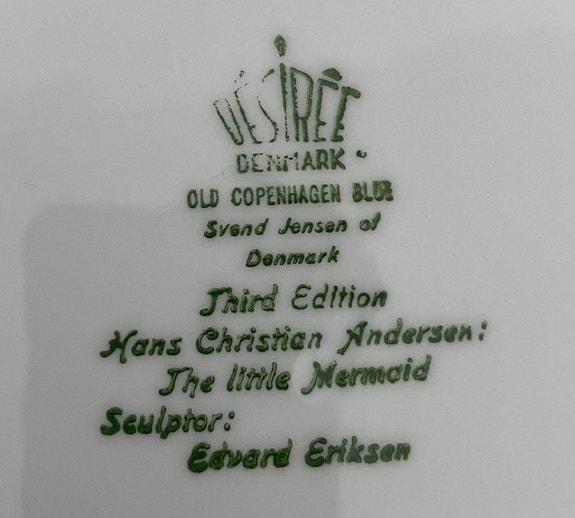 DÉSIRÉE
DENMARK
OLD COPENHAGEN BLUE
Svend Jensen of
Denmark
Third Edition
Hans Christian Andersen:
The little Mermaid
Sculptor:
Edvard Eriksen